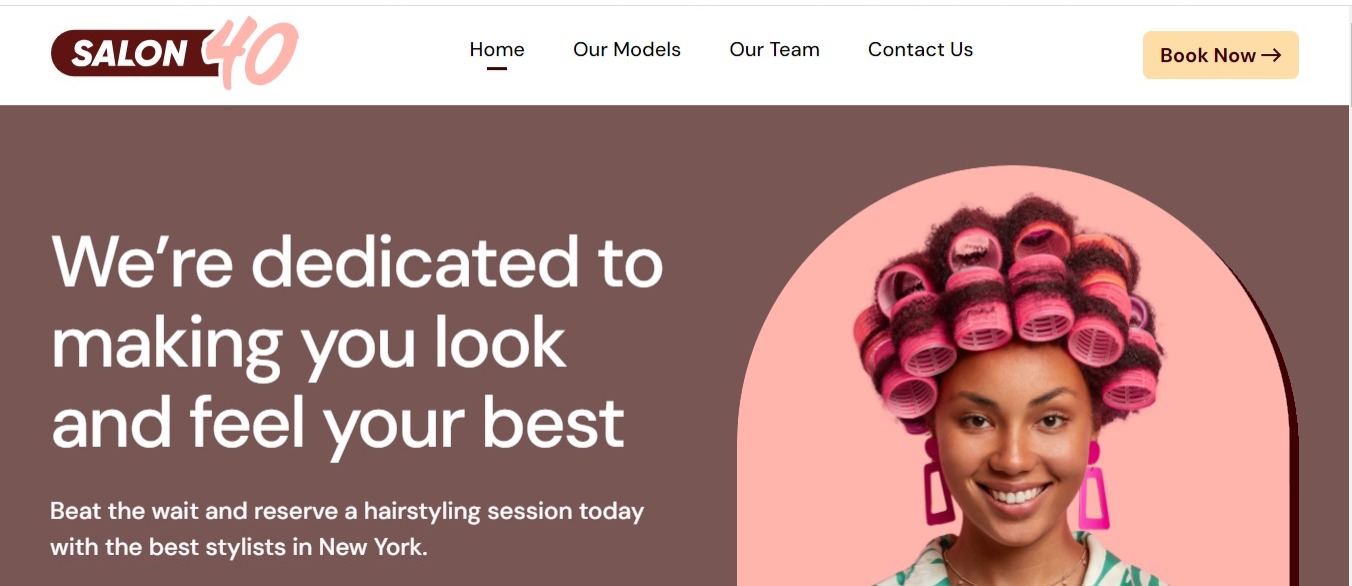 SALON 40
Home
Our Models
Our Team
Contact Us
Book Now →
We’re dedicated to
making you look
and feel your best
Beat the wait and reserve a hairstyling session today
with the best stylists in New York.